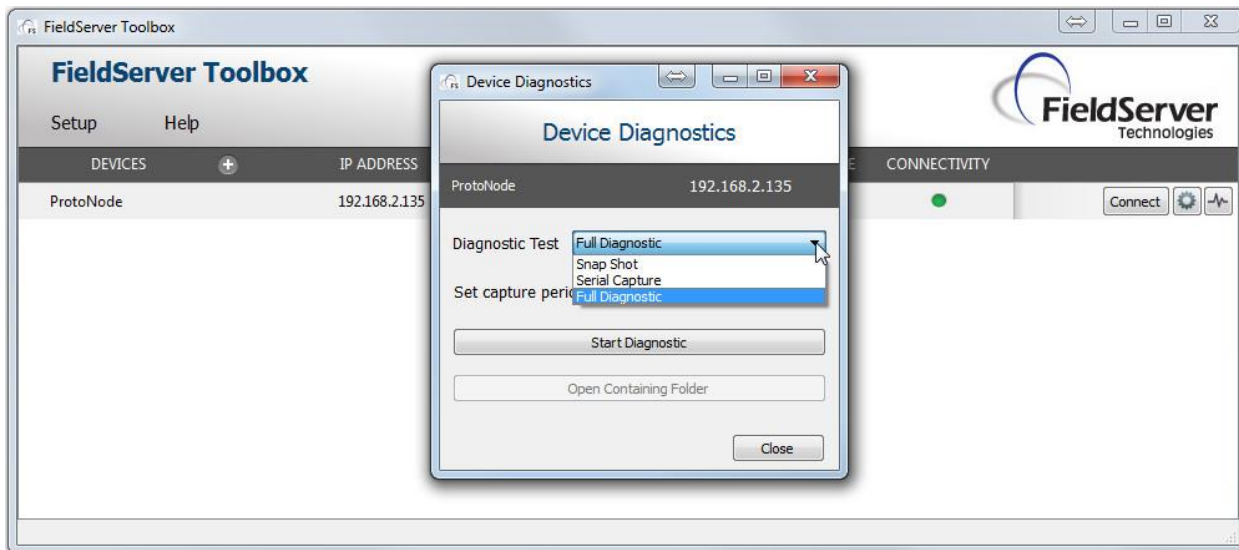 FieldServer Toolbox
FieldServer Toolbox
Setup Help
FieldServer
Technologies
DEVICES IP ADDRESS CONNECTIVITY
ProtoNode 192.168.2.135 Connect
Device Diagnostics
Device Diagnostics
ProtoNode 192.168.2.135
Diagnostic Test Full Diagnostic
Snap Shot
Serial Capture
Set capture Full Diagnostic
Start Diagnostic
Open Containing Folder
Close